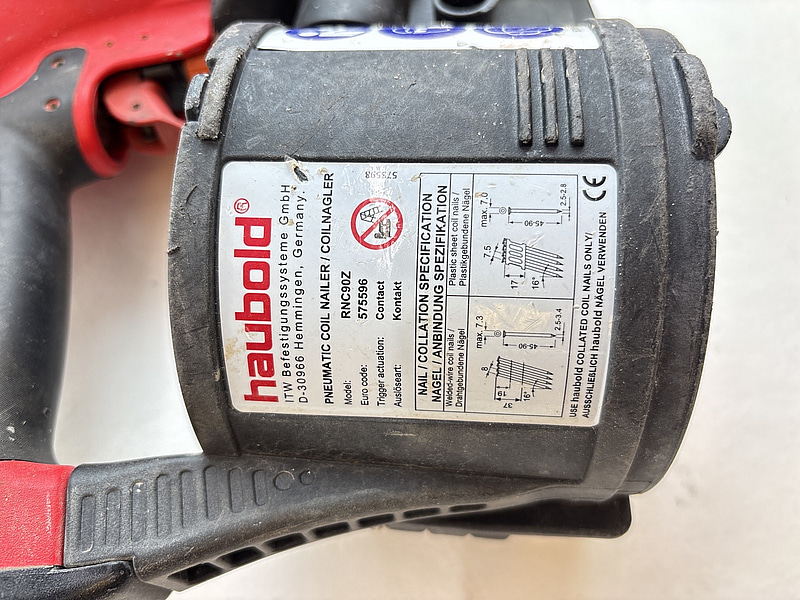 haubold®
ITW Befestigungssysteme GmbH
D-30966 Hemmingen, Germany
PNEUMATIC COIL NAILER / COILNAGLER
Model: RNC90Z
Euro code: 575596
Trigger actuation: Contact
Auslöseart: Kontakt
575593
NAIL / COLLATION SPECIFICATION
NAGEL / ANBINDUNG SPEZIFIKATION
Welded-wire coil nails /
Drahtgebundene Nägel
max. 7.3
45-90
2.5-3.4
8
37
16°
Plastic sheet coil nails /
Plastikgebundene Nägel
max. 7.0
45-90
2.5-2.8
7.5
17
16°
USE haubold COLLATED COIL NAILS ONLY/
AUSSCHLIEßLICH haubold NÄGEL VERWENDEN
CE